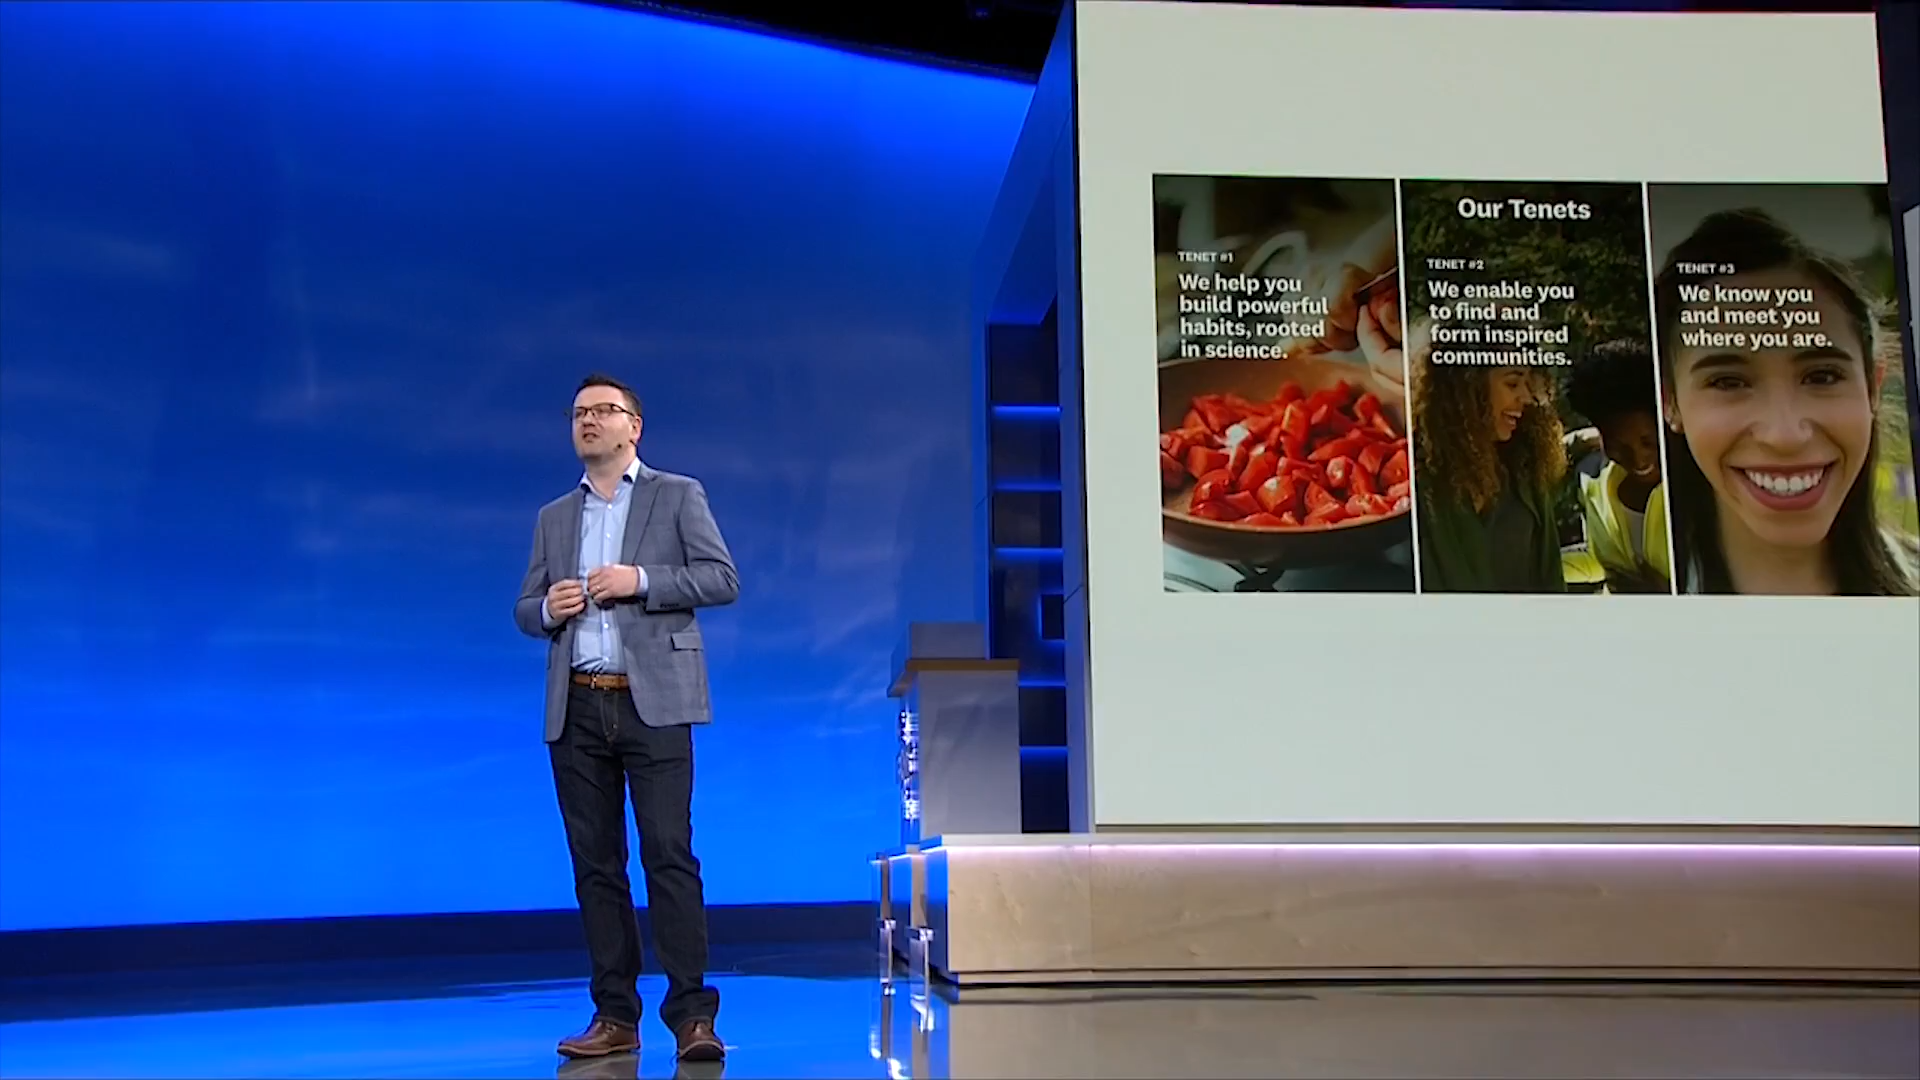 Our Tenets
TENET #1
We help you
build powerful
habits, rooted
in science.
TENET #2
We enable you
to find and
form inspired
communities.
TENET #3
We know you
and meet you
where you are.